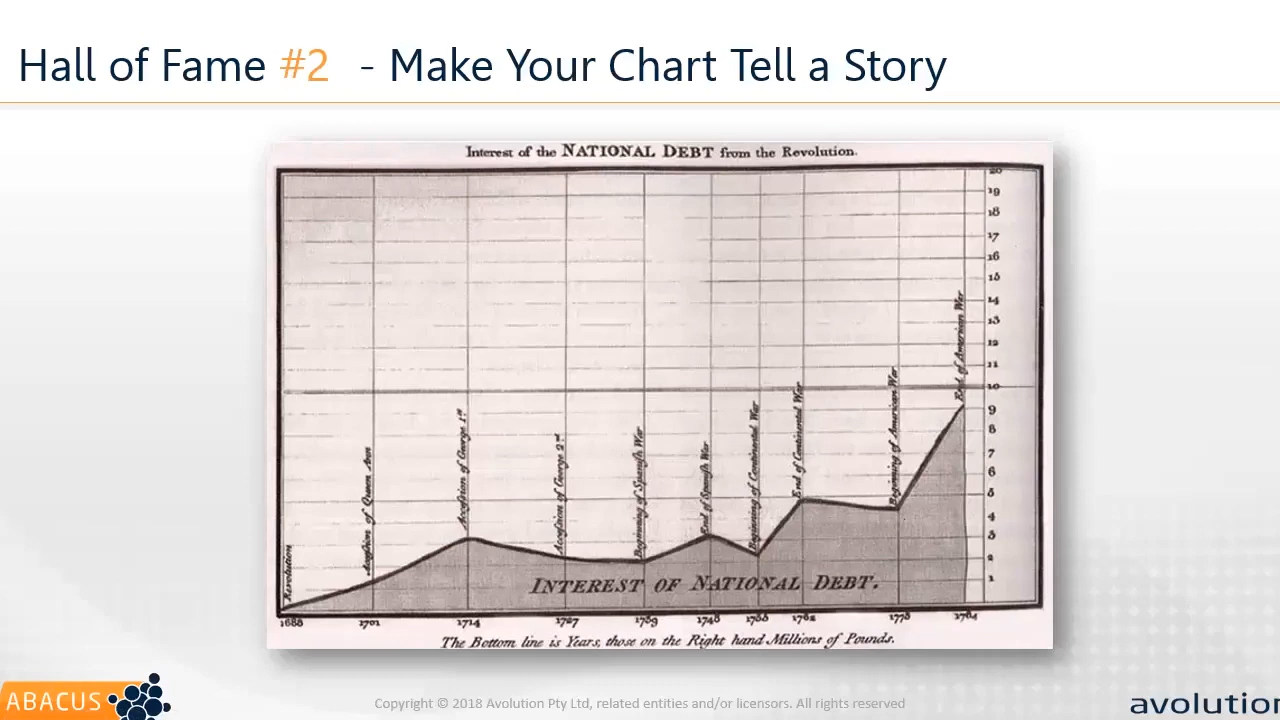 Hall of Fame #2 - Make Your Chart Tell a Story
Interest of the NATIONAL DEBT from the Revolution.
20
19
18
17
16
15
14
13
12
11
10
9
8
7
6
5
4
3
2
1
Revolution
Accession of Queen Ann
Accession of George 1st
Accession of George 2nd
Beginning of Spanish War
End of Spanish War
Beginning of Continental War
End of Continental War
Beginning of American War
End of American War
INTEREST OF NATIONAL DEBT.
1688 1701 1714 1727 1739 1748 1755 1762 1775 1784
The Bottom line is Years, those on the Right hand Millions of Pounds.
ABACUS
Copyright © 2018 Avolution Pty Ltd, related entities and/or licensors. All rights reserved
avolution